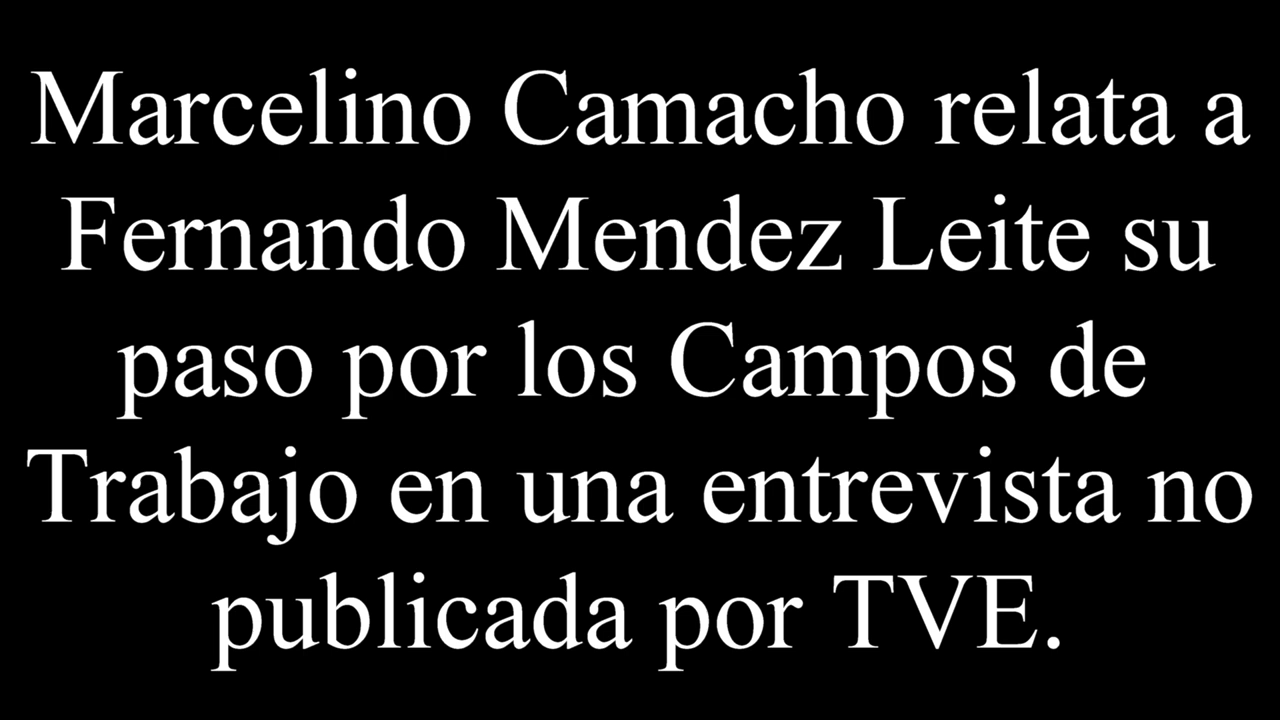 Marcelino Camacho relata a
Fernando Mendez Leite su
paso por los Campos de
Trabajo en una entrevista no
publicada por TVE.